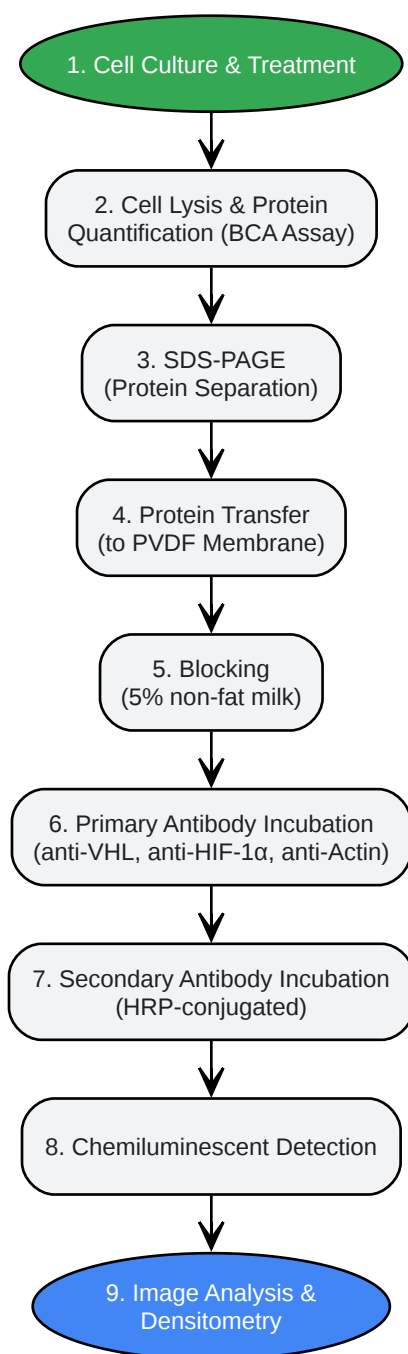 1. Cell Culture & Treatment
2. Cell Lysis & Protein
Quantification (BCA Assay)
3. SDS-PAGE
(Protein Separation)
4. Protein Transfer
(to PVDF Membrane)
5. Blocking
(5% non-fat milk)
6. Primary Antibody Incubation
(anti-VHL, anti-HIF-1α, anti-Actin)
7. Secondary Antibody Incubation
(HRP-conjugated)
8. Chemiluminescent Detection
9. Image Analysis &
Densitometry